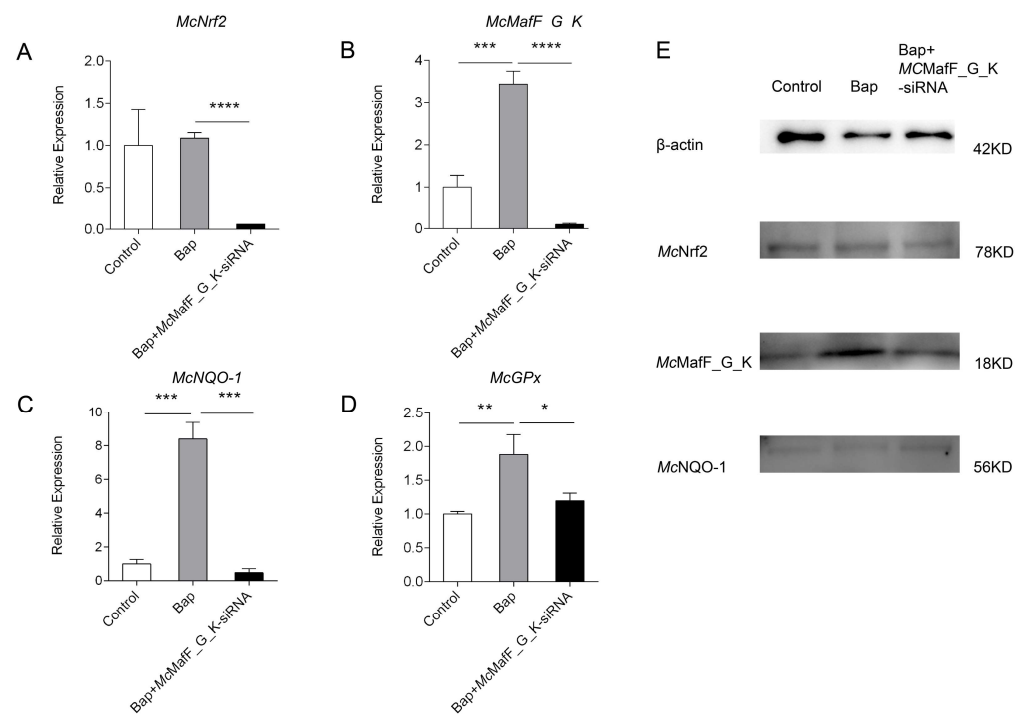 A
McNrf2
Relative Expression
2.0
1.5
1.0
0.5
0.0
****
Control
Bap
Bap+McMafF_G_K-siRNA
B
McMafF G K
Relative Expression
4
3
2
1
0
***
****
Control
Bap
Bap+McMafF_G_K-siRNA
C
McNQO-1
Relative Expression
10
8
6
4
2
0
***
***
Control
Bap
Bap+McMafF_G_K-siRNA
D
McGPx
Relative Expression
2.5
2.0
1.5
1.0
0.5
0.0
**
*
Control
Bap
Bap+McMafF_G_K-siRNA
E
Control
Bap
Bap+
MCMafF_G_K
-siRNA
β-actin
42KD
McNrf2
78KD
McMafF_G_K
18KD
McNQO-1
56KD